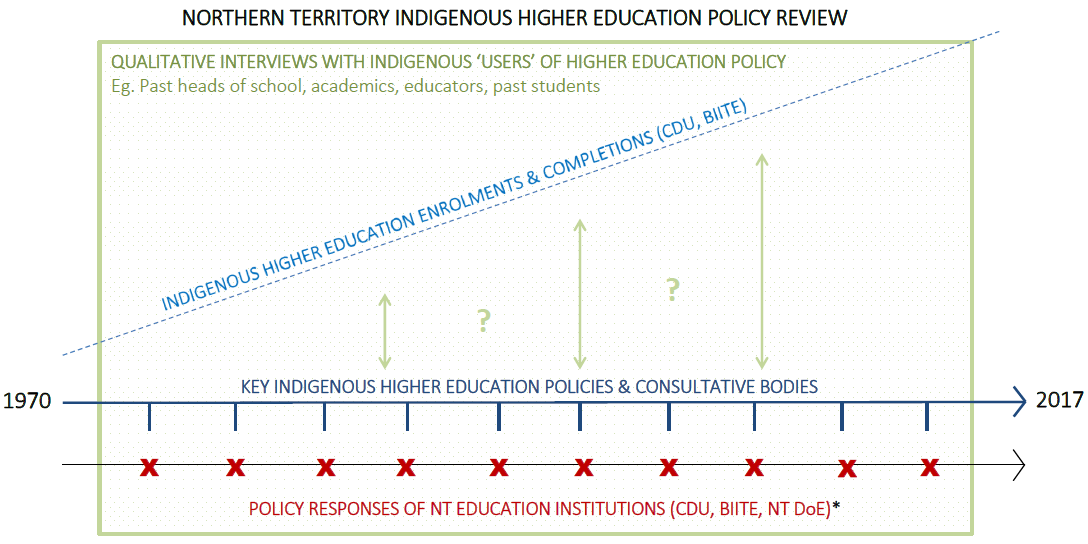 NORTHERN TERRITORY INDIGENOUS HIGHER EDUCATION POLICY REVIEW
QUALITATIVE INTERVIEWS WITH INDIGENOUS ‘USERS’ OF HIGHER EDUCATION POLICY
Eg. Past heads of school, academics, educators, past students
INDIGENOUS HIGHER EDUCATION ENROLMENTS & COMPLETIONS (CDU, BIITE)
?
?
KEY INDIGENOUS HIGHER EDUCATION POLICIES & CONSULTATIVE BODIES
1970
2017
X X X X X X X X X X
POLICY RESPONSES OF NT EDUCATION INSTITUTIONS (CDU, BIITE, NT DoE)*